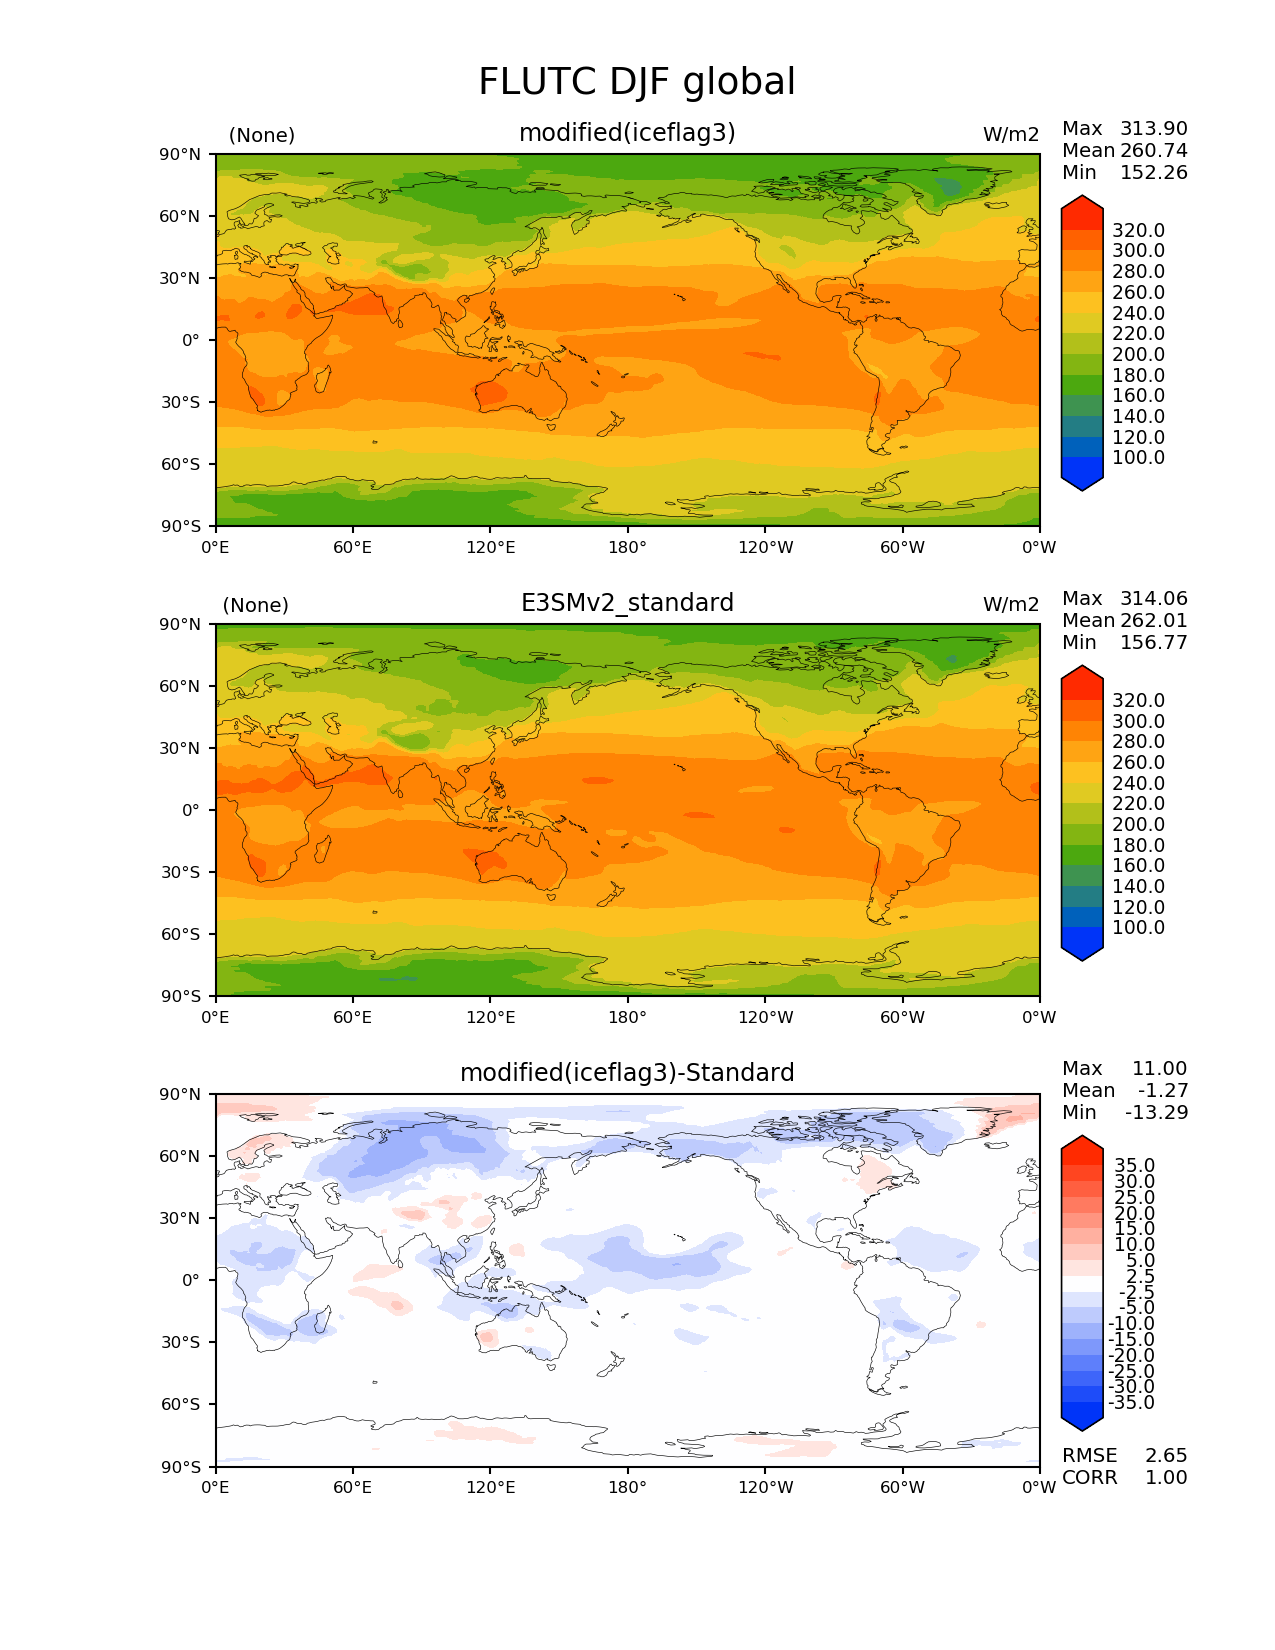 FLUTC DJF global
(None) modified(iceflag3) W/m2
Max 313.90
Mean 260.74
Min 152.26
90°N
60°N
30°N
0°
30°S
60°S
90°S
0°E 60°E 120°E 180° 120°W 60°W 0°W
320.0
300.0
280.0
260.0
240.0
220.0
200.0
180.0
160.0
140.0
120.0
100.0
(None) E3SMv2_standard W/m2
Max 314.06
Mean 262.01
Min 156.77
90°N
60°N
30°N
0°
30°S
60°S
90°S
0°E 60°E 120°E 180° 120°W 60°W 0°W
320.0
300.0
280.0
260.0
240.0
220.0
200.0
180.0
160.0
140.0
120.0
100.0
modified(iceflag3)-Standard
Max 11.00
Mean -1.27
Min -13.29
90°N
60°N
30°N
0°
30°S
60°S
90°S
0°E 60°E 120°E 180° 120°W 60°W 0°W
35.0
30.0
25.0
20.0
15.0
10.0
5.0
2.5
-2.5
-5.0
-10.0
-15.0
-20.0
-25.0
-30.0
-35.0
RMSE 2.65
CORR 1.00